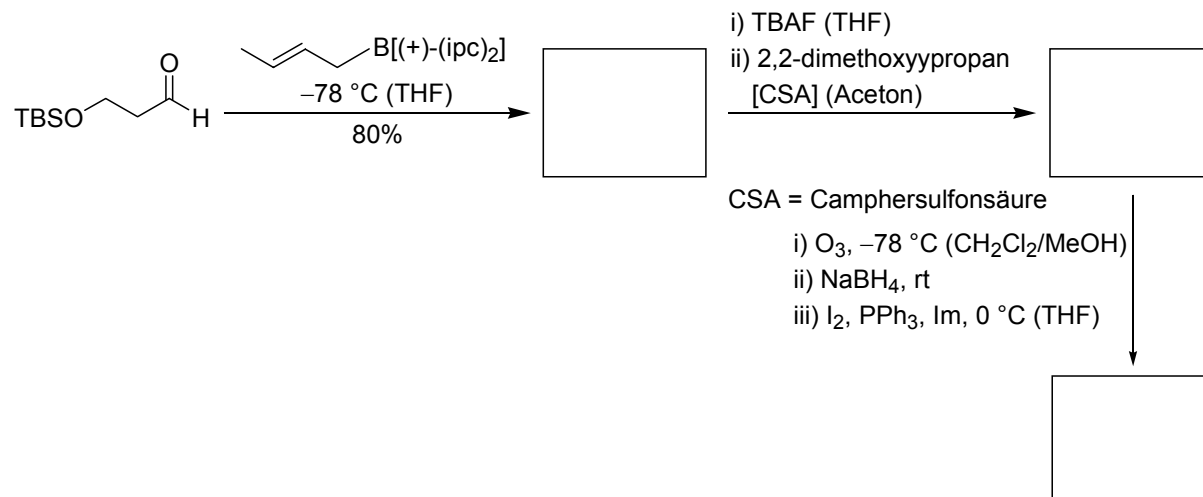 O
TBSO
H
B[(+)-(ipc)₂]
–78 °C (THF)
80%
i) TBAF (THF)
ii) 2,2-dimethoxyypropan
[CSA] (Aceton)
CSA = Camphersulfonsäure
i) O₃, –78 °C (CH₂Cl₂/MeOH)
ii) NaBH₄, rt
iii) I₂, PPh₃, Im, 0 °C (THF)